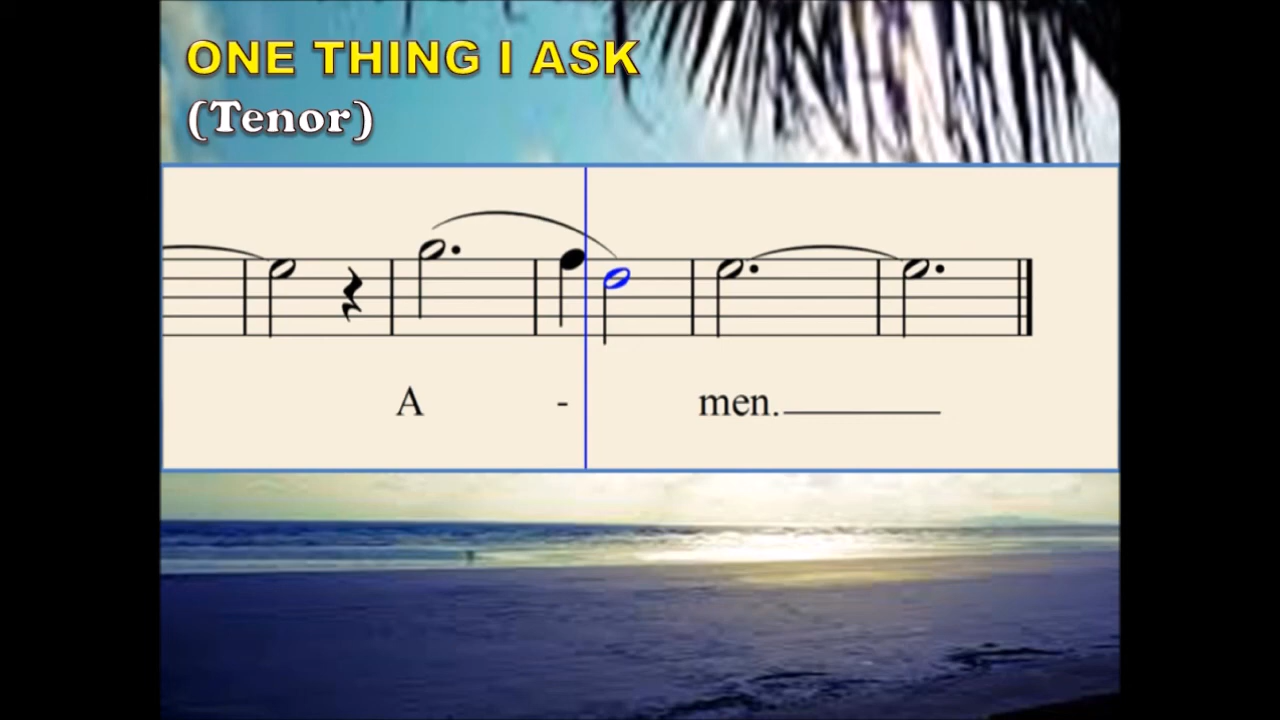 ONE THING I ASK
(Tenor)
A - men.